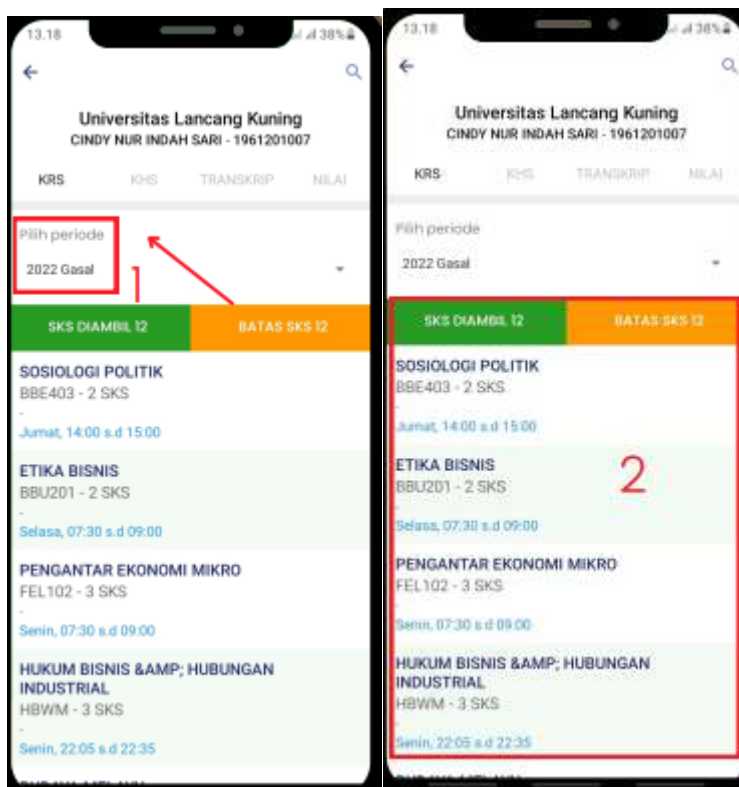 13.18
38%
Universitas Lancang Kuning
CINDY NUR INDAH SARI - 1961201007
KRS KHS TRANSKRIP NILAI
Pilih periode
2022 Gasal
1
SKS DIAMBIL 12 BATAS SKS 12
SOSIOLOGI POLITIK
BBE403 - 2 SKS
-
Jumat, 14:00 s.d 15:00
ETIKA BISNIS
BBU201 - 2 SKS
-
Selasa, 07:30 s.d 09:00
PENGANTAR EKONOMI MIKRO
FEL102 - 3 SKS
-
Senin, 07:30 s.d 09:00
HUKUM BISNIS &AMP; HUBUNGAN
INDUSTRIAL
HBWM - 3 SKS
-
Senin, 22:05 s.d 22:35
13.18
38%
Universitas Lancang Kuning
CINDY NUR INDAH SARI - 1961201007
KRS KHS TRANSKRIP NILAI
Pilih periode
2022 Gasal
SKS DIAMBIL 12 BATAS SKS 12
SOSIOLOGI POLITIK
BBE403 - 2 SKS
-
Jumat, 14:00 s.d 15:00
ETIKA BISNIS
2
BBU201 - 2 SKS
-
Selasa, 07:30 s.d 09:00
PENGANTAR EKONOMI MIKRO
FEL102 - 3 SKS
-
Senin, 07:30 s.d 09:00
HUKUM BISNIS &AMP; HUBUNGAN
INDUSTRIAL
HBWM - 3 SKS
-
Senin, 22:05 s.d 22:35